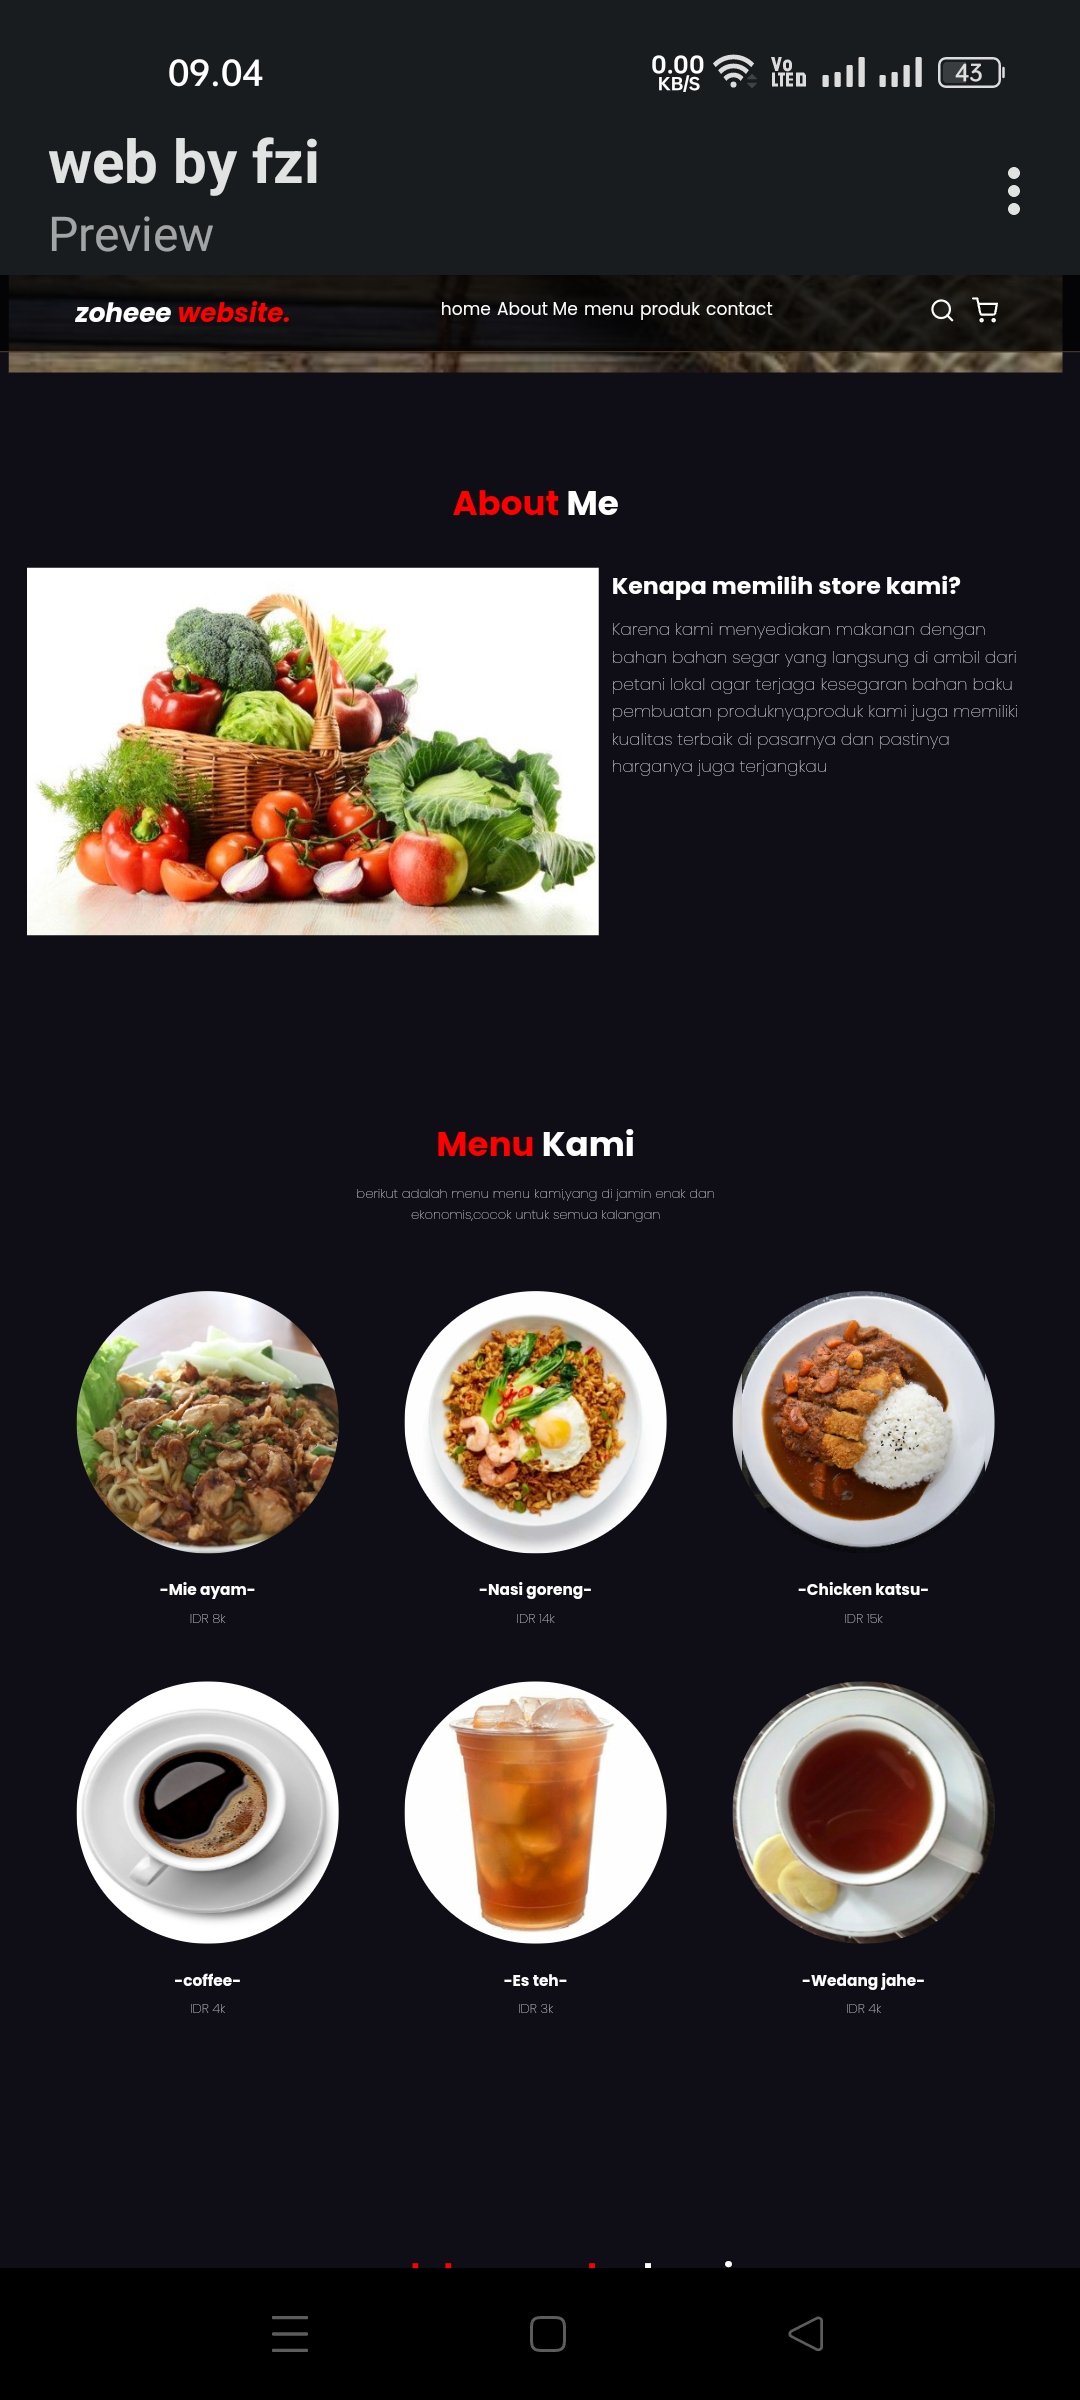 09.04
0.00
KB/S
Vo
LTED
43
web by fzi
Preview
zoheee website.
home About Me menu produk contact
About Me
Kenapa memilih store kami?
Karena kami menyediakan makanan dengan
bahan bahan segar yang langsung di ambil dari
petani lokal agar terjaga kesegaran bahan baku
pembuatan produknya,produk kami juga memiliki
kualitas terbaik di pasarnya dan pastinya
harganya juga terjangkau
Menu Kami
berikut adalah menu menu kami,yang di jamin enak dan
ekonomis,cocok untuk semua kalangan
-Mie ayam-
IDR 8k
-Nasi goreng-
IDR 14k
-Chicken katsu-
IDR 15k
-coffee-
IDR 4k
-Es teh-
IDR 3k
-Wedang jahe-
IDR 4k